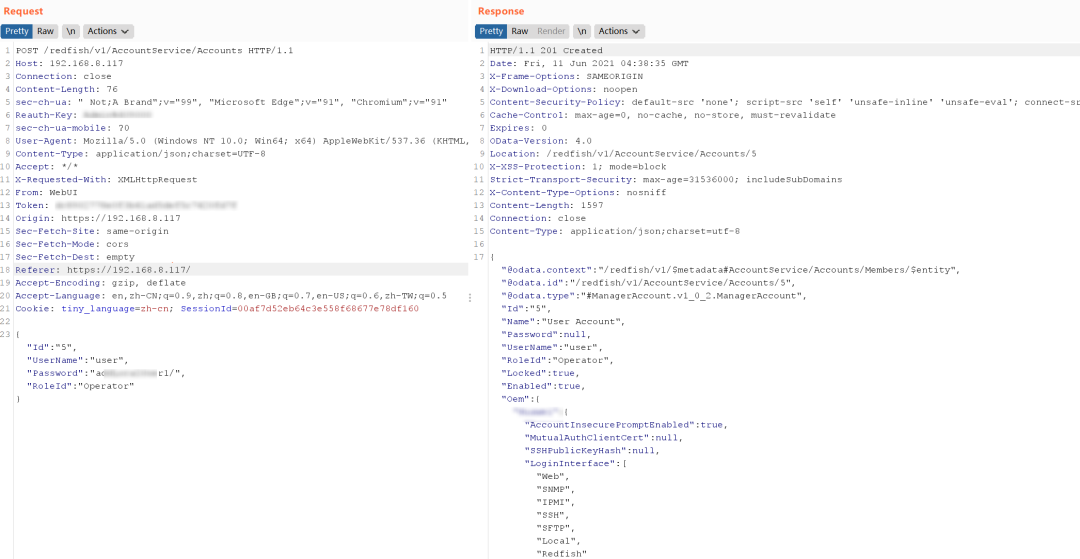 Request
Pretty Raw \n Actions
1 POST /redfish/v1/AccountService/Accounts HTTP/1.1
2 Host: 192.168.8.117
3 Connection: close
4 Content-Length: 76
5 sec-ch-ua: " Not;A Brand";v="99", "Microsoft Edge";v="91", "Chromium";v="91"
6 Reauth-Key:
7 sec-ch-ua-mobile: ?0
8 User-Agent: Mozilla/5.0 (Windows NT 10.0; Win64; x64) AppleWebKit/537.36 (KHTML,
9 Content-Type: application/json;charset=UTF-8
10 Accept: */*
11 X-Requested-With: XMLHttpRequest
12 From: WebUI
13 Token:
14 Origin: https://192.168.8.117
15 Sec-Fetch-Site: same-origin
16 Sec-Fetch-Mode: cors
17 Sec-Fetch-Dest: empty
18 Referer: https://192.168.8.117/
19 Accept-Encoding: gzip, deflate
20 Accept-Language: en,zh-CN;q=0.9,zh;q=0.8,en-GB;q=0.7,en-US;q=0.6,zh-TW;q=0.5
21 Cookie: tiny_language=zh-cn; SessionId=00af7d52eb64c3e558f68677e78df160
22
23 {
"Id":"5",
"UserName":"user",
"Password":"a r1/",
"RoleId":"Operator"
}
Response
Pretty Raw Render \n Actions
1 HTTP/1.1 201 Created
2 Date: Fri, 11 Jun 2021 04:38:35 GMT
3 X-Frame-Options: SAMEORIGIN
4 X-Download-Options: noopen
5 Content-Security-Policy: default-src 'none'; script-src 'self' 'unsafe-inline' 'unsafe-eval'; connect-sr
6 Cache-Control: max-age=0, no-cache, no-store, must-revalidate
7 Expires: 0
8 OData-Version: 4.0
9 Location: /redfish/v1/AccountService/Accounts/5
10 X-XSS-Protection: 1; mode=block
11 Strict-Transport-Security: max-age=31536000; includeSubDomains
12 X-Content-Type-Options: nosniff
13 Content-Length: 1597
14 Connection: close
15 Content-Type: application/json;charset=utf-8
16
17 {
"@odata.context":"/redfish/v1/$metadata#AccountService/Accounts/Members/$entity",
"@odata.id":"/redfish/v1/AccountService/Accounts/5",
"@odata.type":"#ManagerAccount.v1_0_2.ManagerAccount",
"Id":"5",
"Name":"User Account",
"Password":null,
"UserName":"user",
"RoleId":"Operator",
"Locked":true,
"Enabled":true,
"Oem":{
:{
"AccountInsecurePromptEnabled":true,
"MutualAuthClientCert":null,
"SSHPublicKeyHash":null,
"LoginInterface":[
"Web",
"SNMP",
"IPMI",
"SSH",
"SFTP",
"Local",
"Redfish"